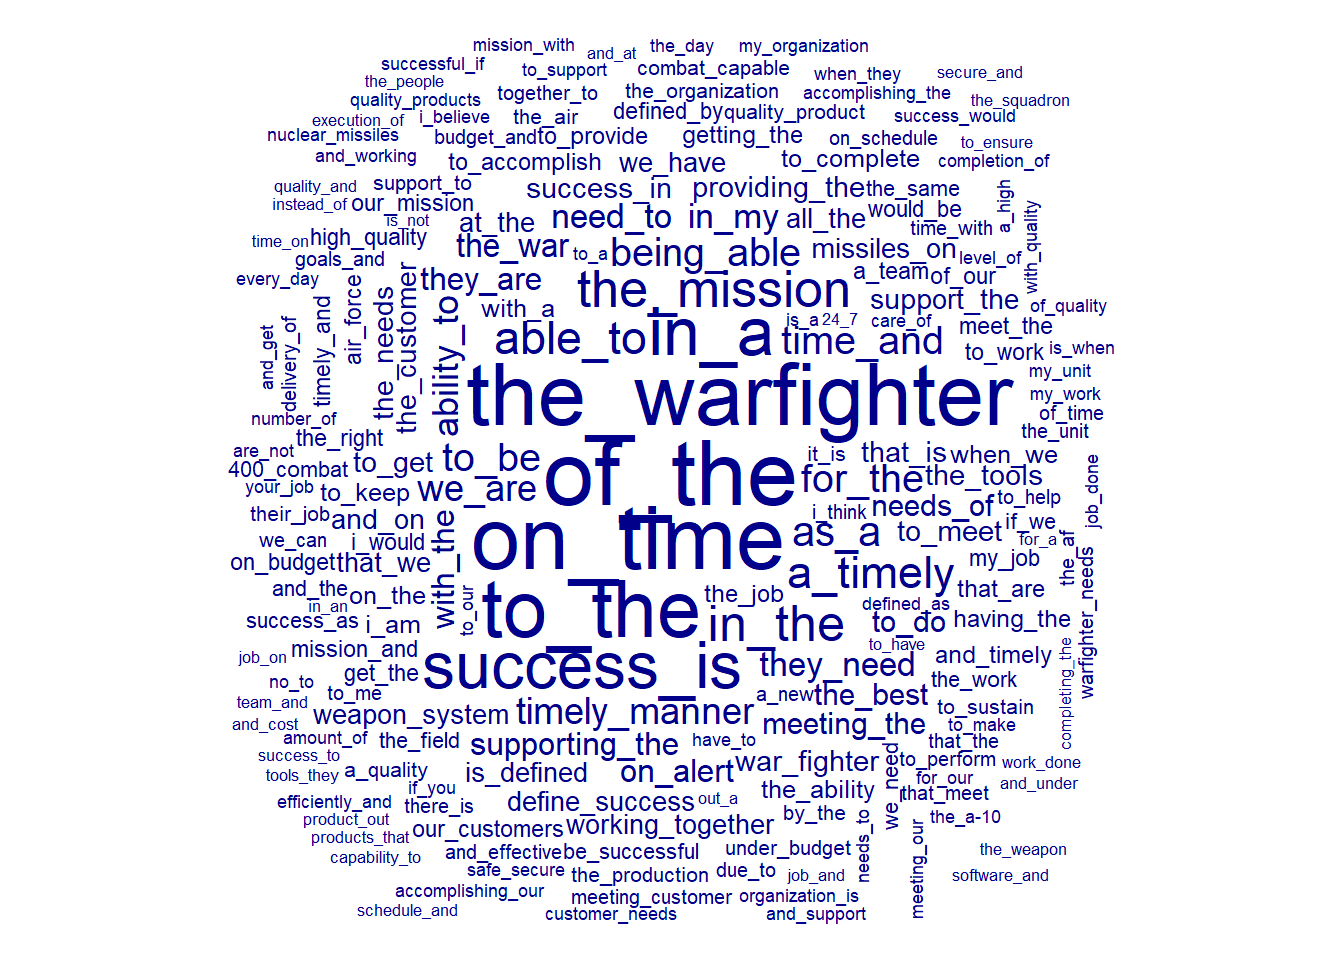 mission_with and_at the_day my_organization
successful_if to_support combat_capable when_they secure_and
the_people quality_products together_to the_organization accomplishing_the the_squadron
execution_of i_believe the_air defined_by quality_product success_would
nuclear_missiles budget_and to_provide getting_the on_schedule to_ensure
and_working to_accomplish we_have to_complete completion_of
quality_and support_to success_in providing_the the_same a_high
instead_of our_mission is_not at_the need_to in_my all_the would_be time_with with_quality
time_on high_quality the_war to_a being_able missiles_on level_of
goals_and every_day they_are the_mission a_team of_our
air_force the_needs the_customer with_a support_the of_quality
and_get delivery_of timely_and ability_to able_to in_a is_a 24_7 care_of time_and meet_the
to_work is_when
the_warfighter my_unit
number_of my_work of_time
the_right the_unit
are_not 400_combat to_get to_be of_the it_is that_is when_we
your_job to_keep we_are for_the the_tools job_done
their_job and_on i_think needs_of to_help
we_can i_would with_the on_time as_a to_meet if_we for_a the_af
on_budget that_we a_timely my_job warfighter_needs
and_the in_an on_the to_our to_the the_job defined_as that_are
success_as i_am in_the to_do having_the
job_on mission_and success_is to_have and_timely completing_the
no_to get_the they_need the_work
team_and to_me a_new the_best to_sustain
and_cost weapon_system timely_manner meeting_the to_make
amount_of the_field supporting_the have_to that_the
success_to war_fighter we_need to_perform work_done
tools_they a_quality is_defined on_alert the_ability for_our and_under
if_you that_meet
efficiently_and there_is define_success out_a by_the needs_to the_a-10
product_out our_customers working_together meeting_our
products_that
capability_to and_effective be_successful under_budget the_weapon
safe_secure the_production due_to job_and software_and
accomplishing_our meeting_customer organization_is
schedule_and customer_needs and_support